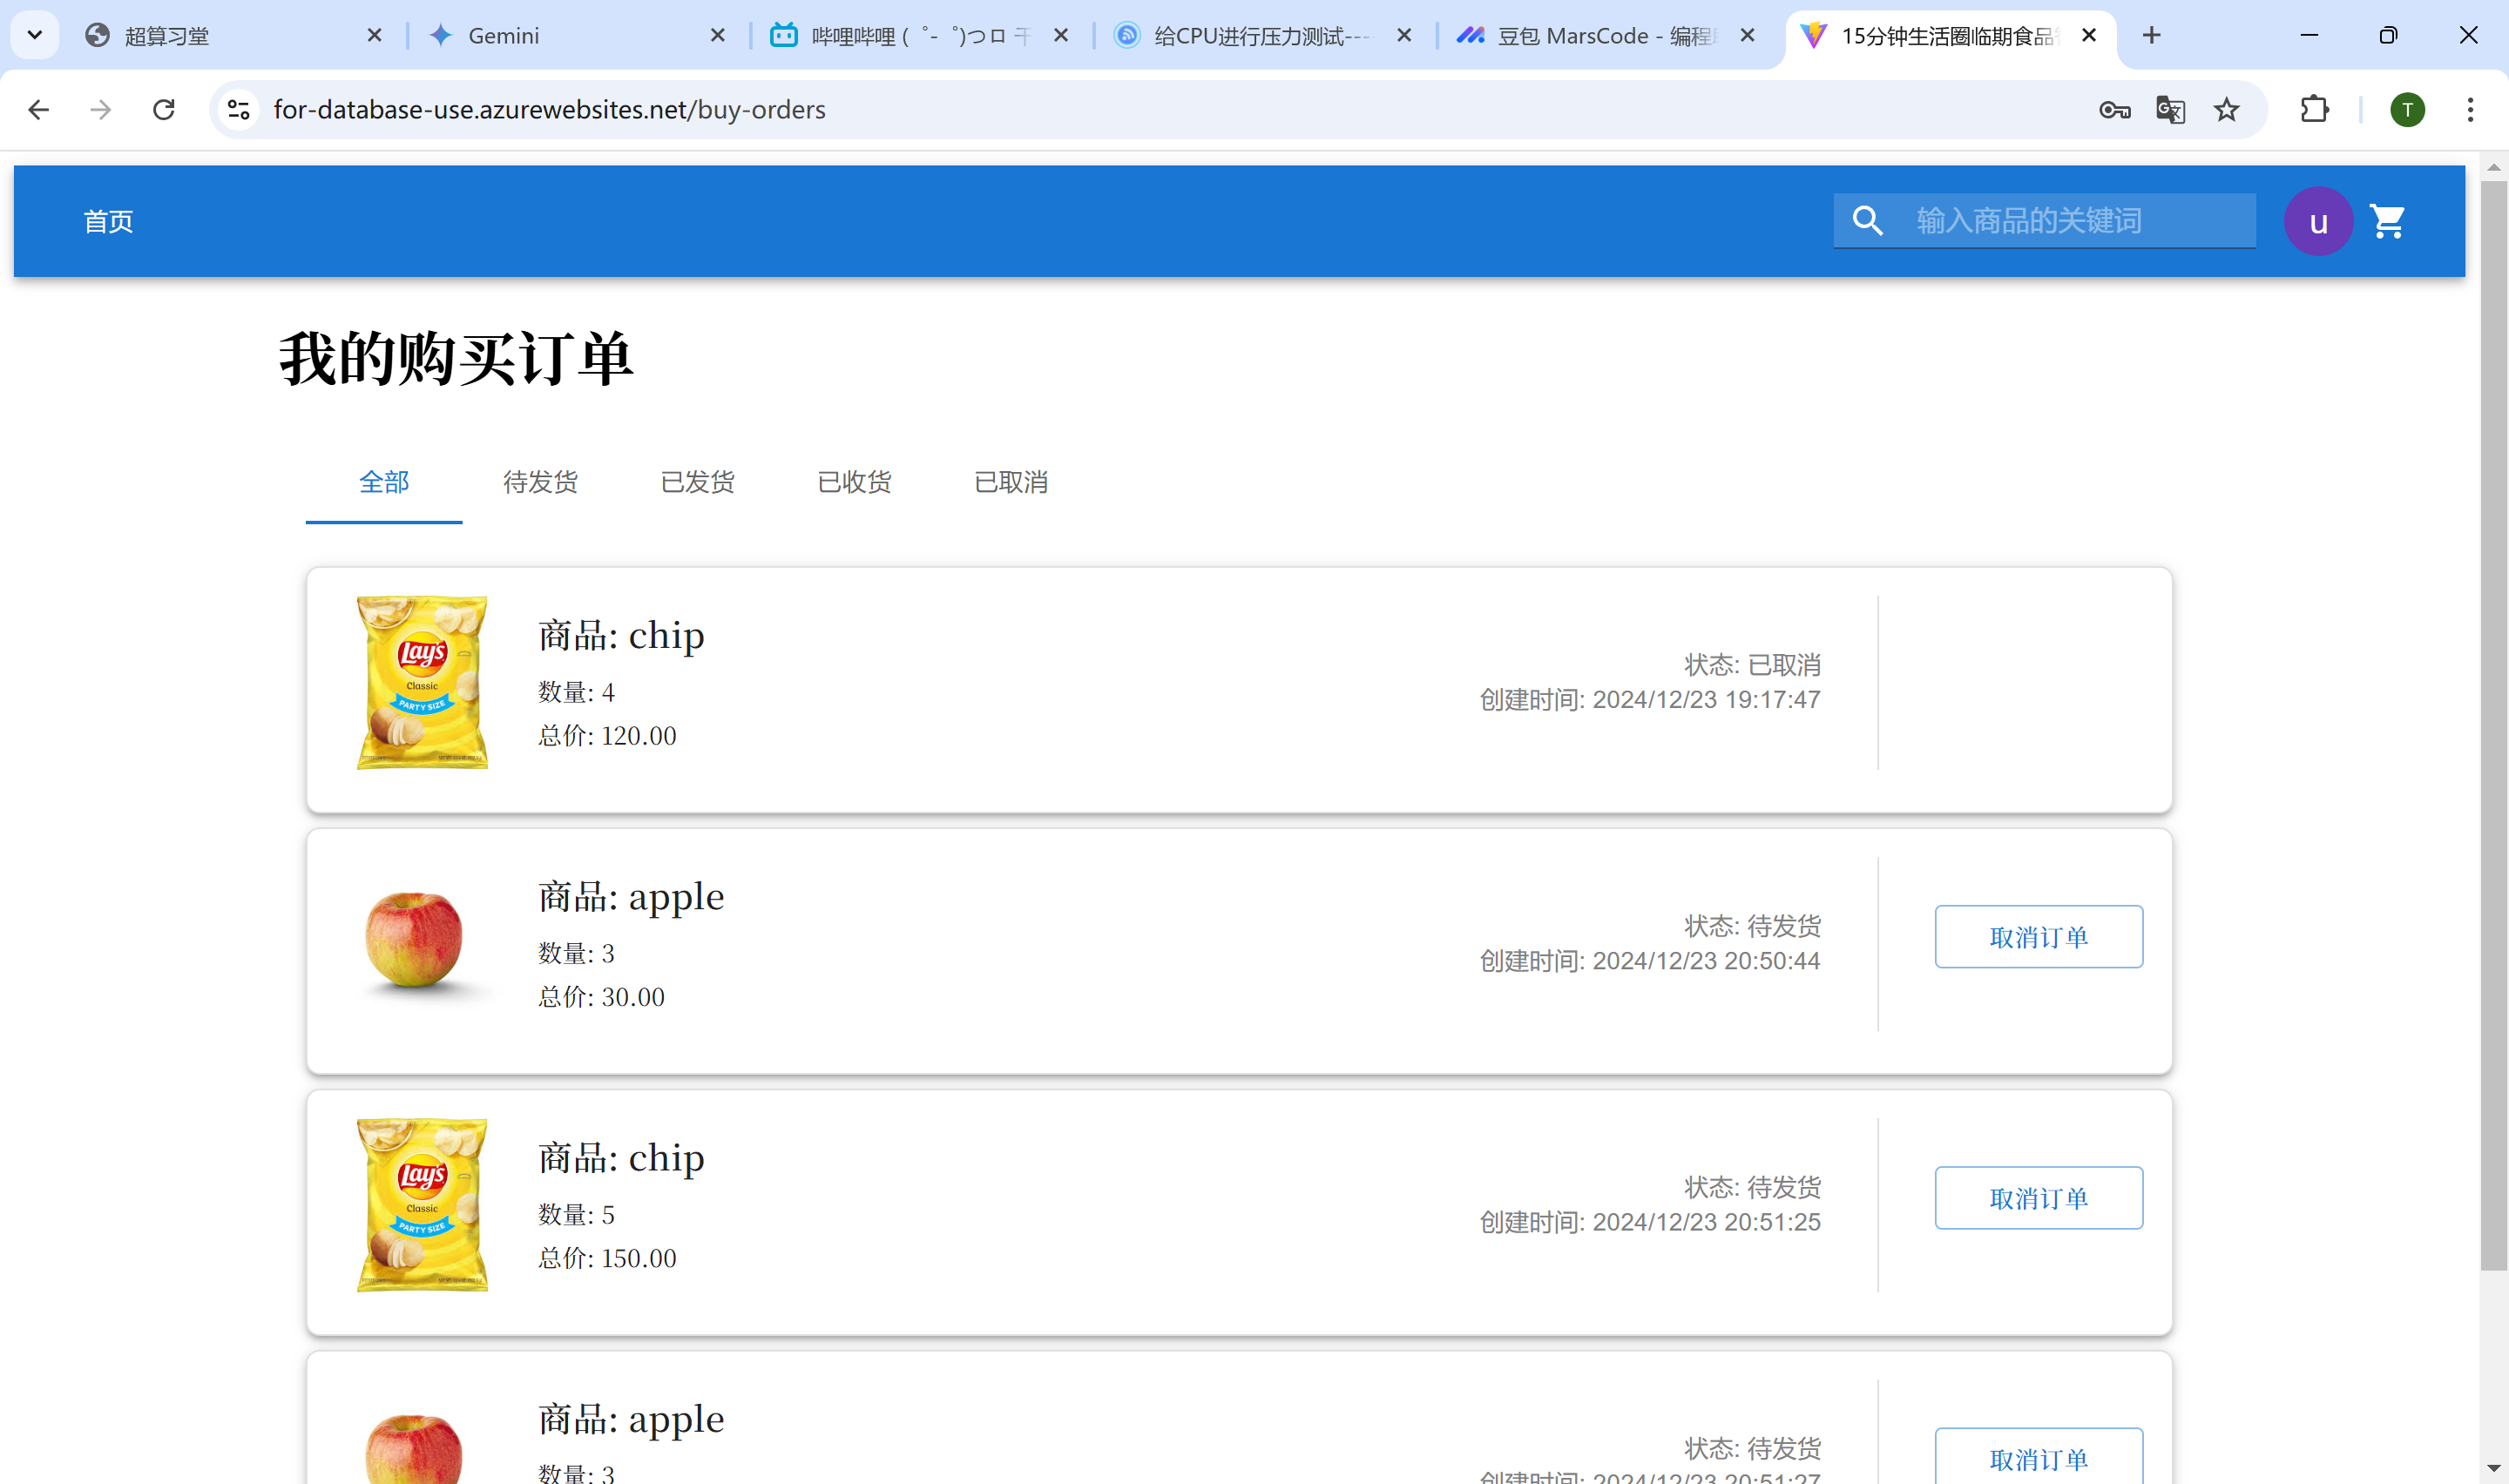 超算习堂
Gemini
哔哩哔哩 (゜-゜)つロ 干
给CPU进行压力测试----
豆包 MarsCode - 编程
15分钟生活圈临期食品
for-database-use.azurewebsites.net/buy-orders
T
首页
输入商品的关键词
u
我的购买订单
全部
待发货
已发货
已收货
已取消
Lay's
Classic
PARTY SIZE
商品: chip
数量: 4
总价: 120.00
状态: 已取消
创建时间: 2024/12/23 19:17:47
商品: apple
数量: 3
总价: 30.00
状态: 待发货
创建时间: 2024/12/23 20:50:44
取消订单
Lay's
Classic
PARTY SIZE
商品: chip
数量: 5
总价: 150.00
状态: 待发货
创建时间: 2024/12/23 20:51:25
取消订单
商品: apple
数量: 3
状态: 待发货
创建时间: 2024/12/23 20:51:27
取消订单